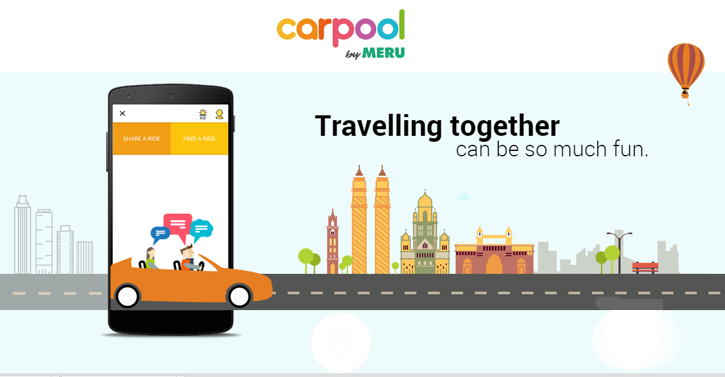 carpool
by MERU
Travelling together
can be so much fun.
SHARE A RIDE
FIND A RIDE